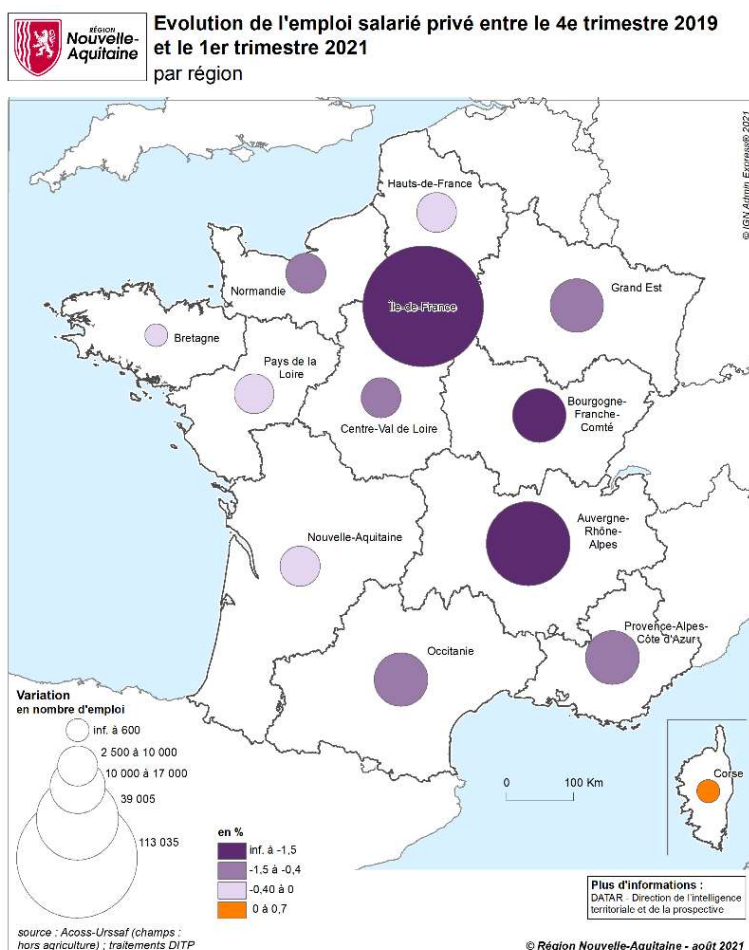 RÉGION
Nouvelle-
Aquitaine
Evolution de l'emploi salarié privé entre le 4e trimestre 2019
et le 1er trimestre 2021
par région
© IGN Admin Express® 2021
Hauts-de-France
Normandie
Île-de-France
Grand Est
Bretagne
Pays de la
Loire
Centre-Val de Loire
Bourgogne-
Franche-
Comté
Nouvelle-Aquitaine
Auvergne-
Rhône-
Alpes
Provence-Alpes-
Côte d'Azur
Occitanie
Corse
Variation
en nombre d'emploi
inf. à 600
2 500 à 10 000
10 000 à 17 000
39 005
113 035
0 100 Km
en %
inf. à -1,5
-1,5 à -0,4
-0,40 à 0
0 à 0,7
Plus d'informations :
DATAR - Direction de l'intelligence
territoriale et de la prospective
source : Acoss-Urssaf (champs :
hors agriculture) ; traitements DITP
© Région Nouvelle-Aquitaine - août 2021